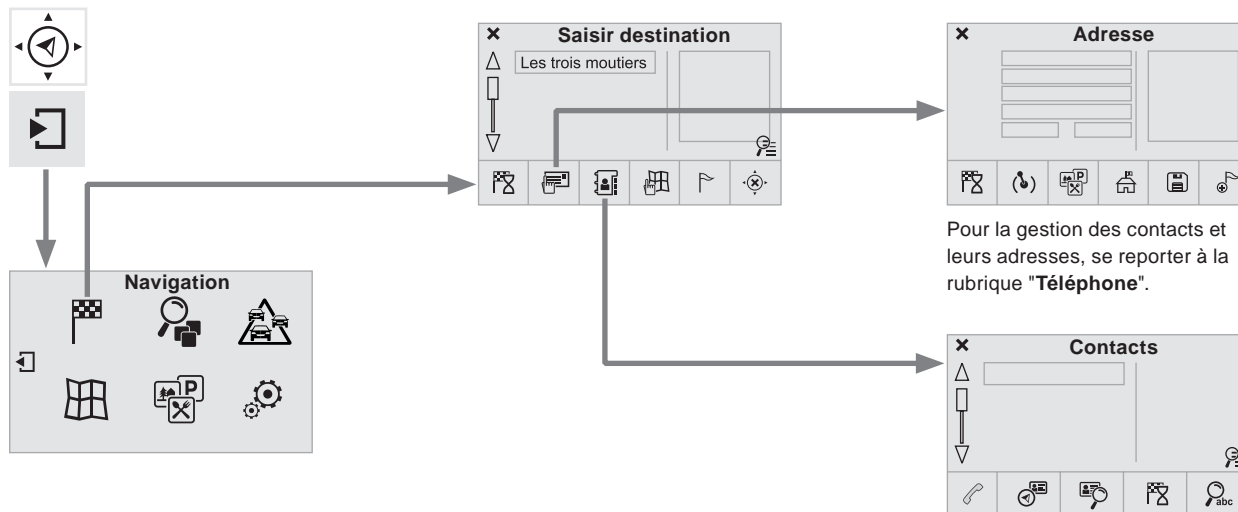 Saisir destination
Les trois moutiers
Adresse
P
Pour la gestion des contacts et
leurs adresses, se reporter à la
rubrique "Téléphone".
Navigation
P
Contacts
abc